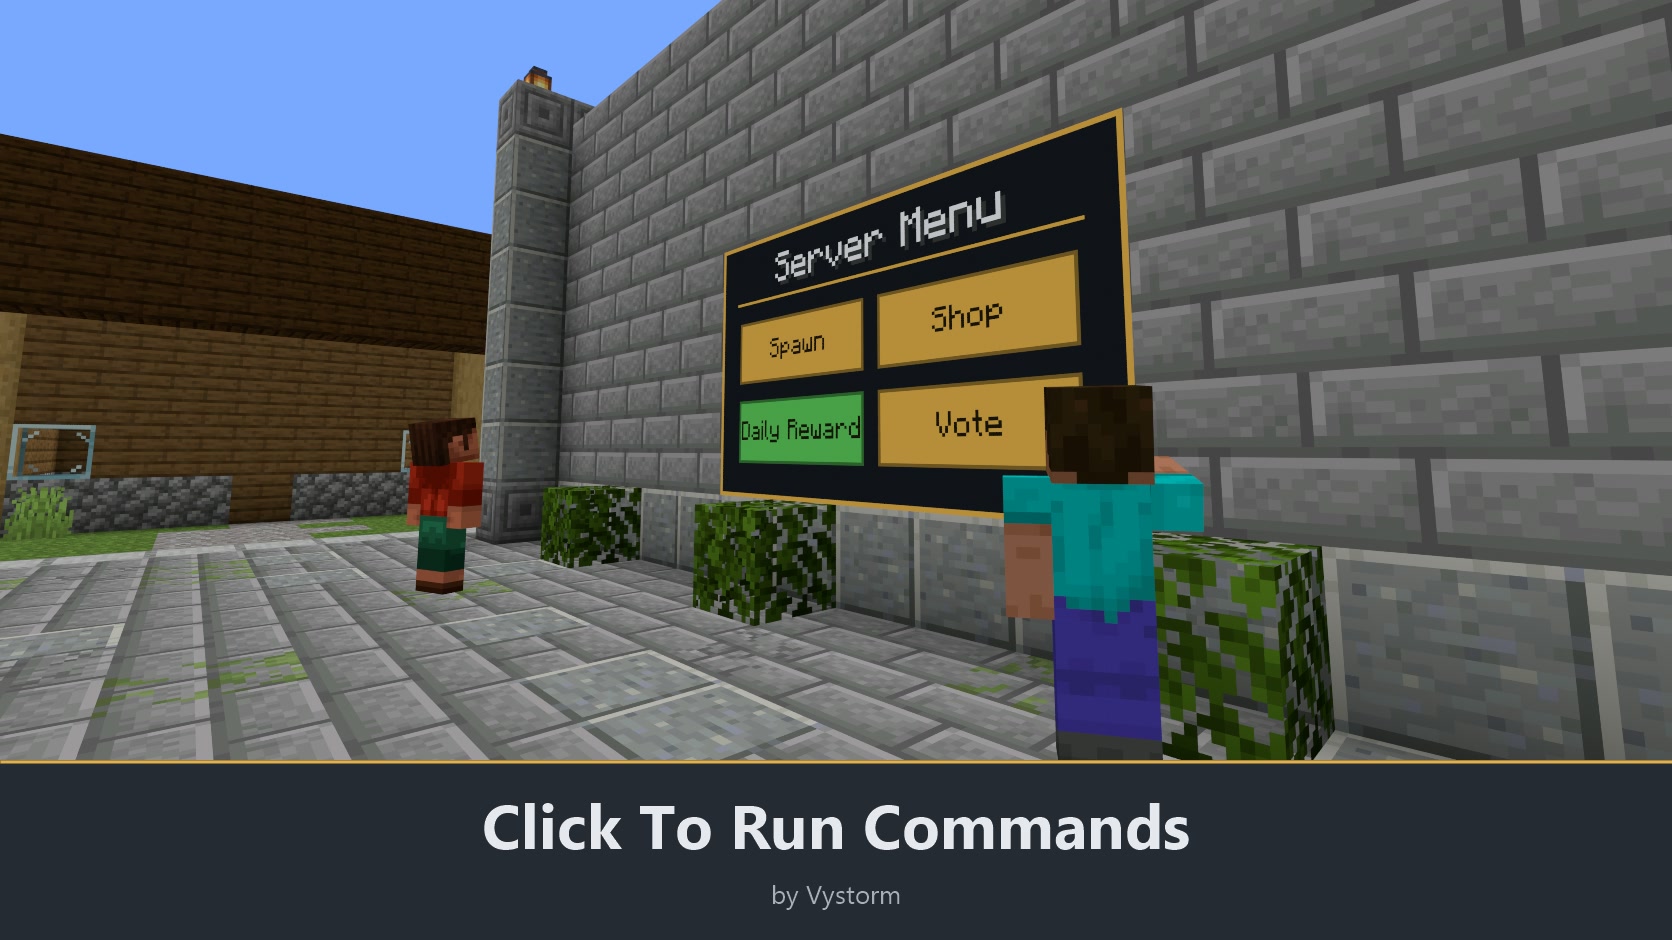 Server Menu
Spawn
Shop
Daily Reward
Vote
Click To Run Commands
by Vystorm